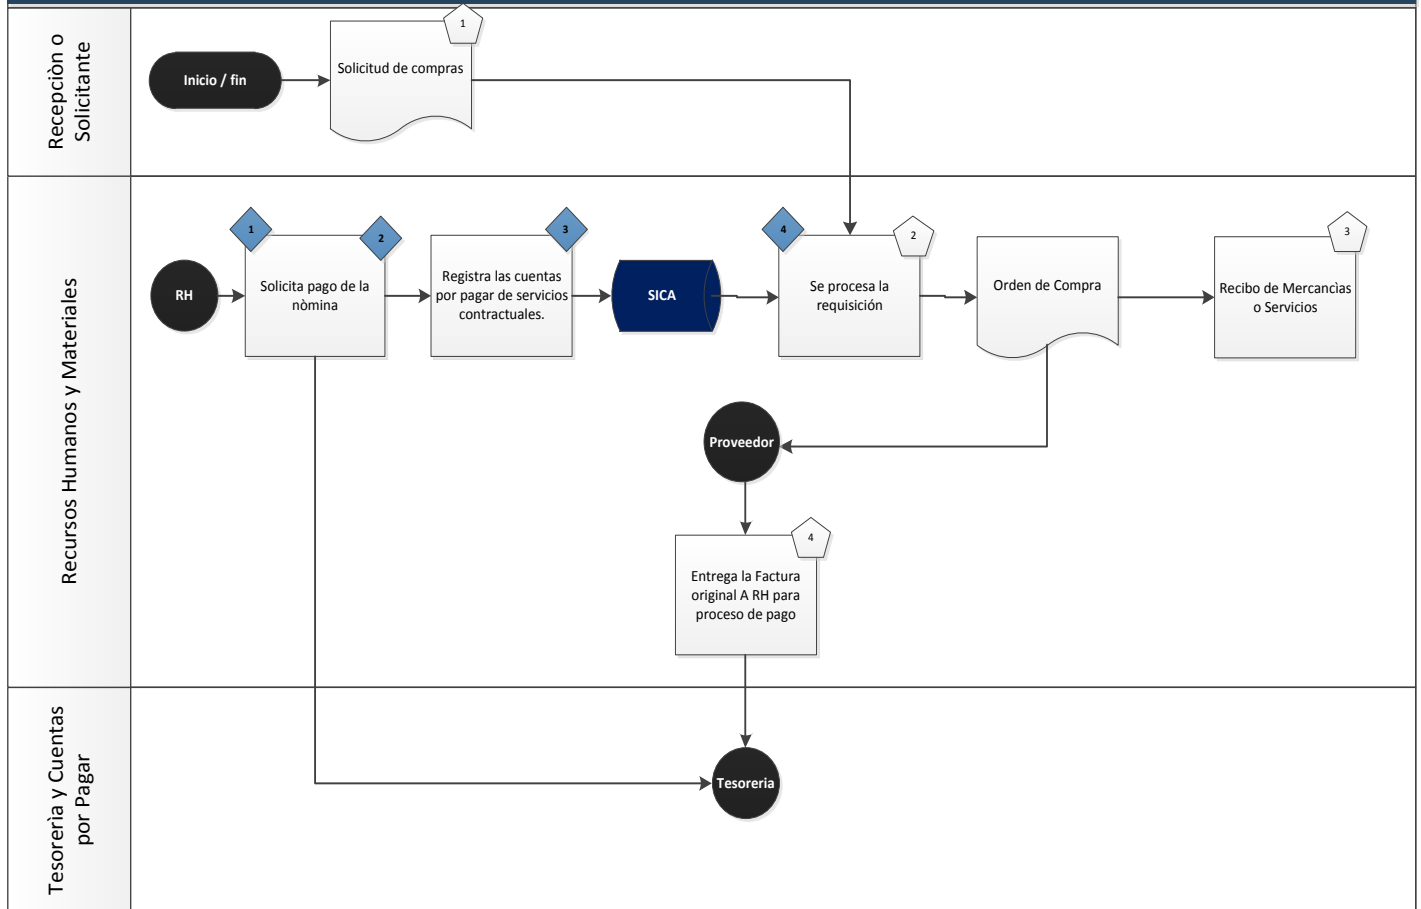 Recepciòn o
Solicitante
Inicio / fin
1
Solicitud de compras
Recursos Humanos y Materiales
RH
1
2
Solicita pago de la
nòmina
3
Registra las cuentas
por pagar de servicios
contractuales.
SICA
4
2
Se procesa la
requisición
Orden de Compra
3
Recibo de Mercancìas
o Servicios
Proveedor
4
Entrega la Factura
original A RH para
proceso de pago
Tesorerìa y Cuentas
por Pagar
Tesoreria